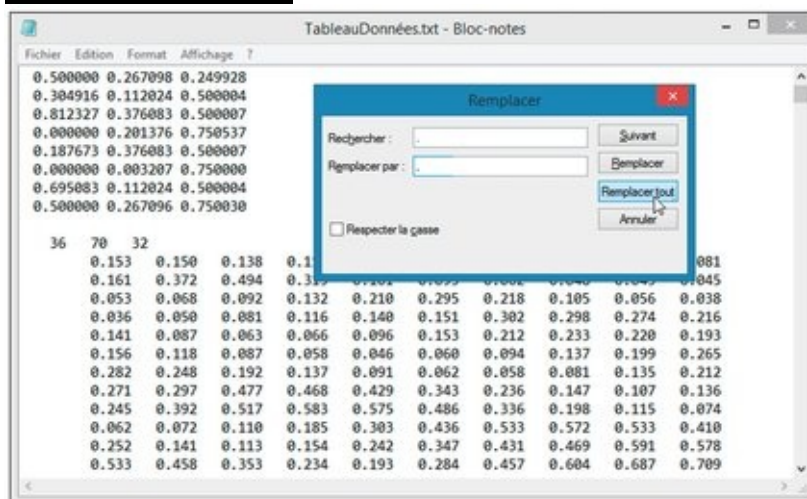 TableauDonnées.txt - Bloc-notes
Fichier Edition Format Affichage ?
0.500000 0.267098 0.249928
0.304916 0.112024 0.500004
0.812327 0.376083 0.500007
0.000000 0.201376 0.750537
0.187673 0.376083 0.500007
0.000000 0.003207 0.750000
0.695083 0.112024 0.500004
0.500000 0.267096 0.750030
Remplacer
Rechercher : .
Suivant
Remplacer par :
Remplacer
Remplacer tout
Annuler
Respecter la casse
36 70 32
0.153 0.150 0.138 081
0.161 0.372 0.494 045
0.053 0.068 0.092 0.132 0.210 0.295 0.218 0.105 0.056 0.038
0.036 0.050 0.081 0.116 0.140 0.151 0.302 0.298 0.274 0.216
0.141 0.087 0.063 0.066 0.096 0.153 0.212 0.233 0.220 0.193
0.156 0.118 0.087 0.058 0.046 0.060 0.094 0.137 0.199 0.265
0.282 0.248 0.192 0.137 0.091 0.062 0.058 0.081 0.135 0.212
0.271 0.297 0.477 0.468 0.429 0.343 0.236 0.147 0.107 0.136
0.245 0.392 0.517 0.583 0.575 0.486 0.336 0.198 0.115 0.074
0.062 0.072 0.110 0.185 0.303 0.436 0.533 0.572 0.533 0.410
0.252 0.141 0.113 0.154 0.242 0.347 0.431 0.469 0.591 0.578
0.533 0.458 0.353 0.234 0.193 0.284 0.457 0.604 0.687 0.709